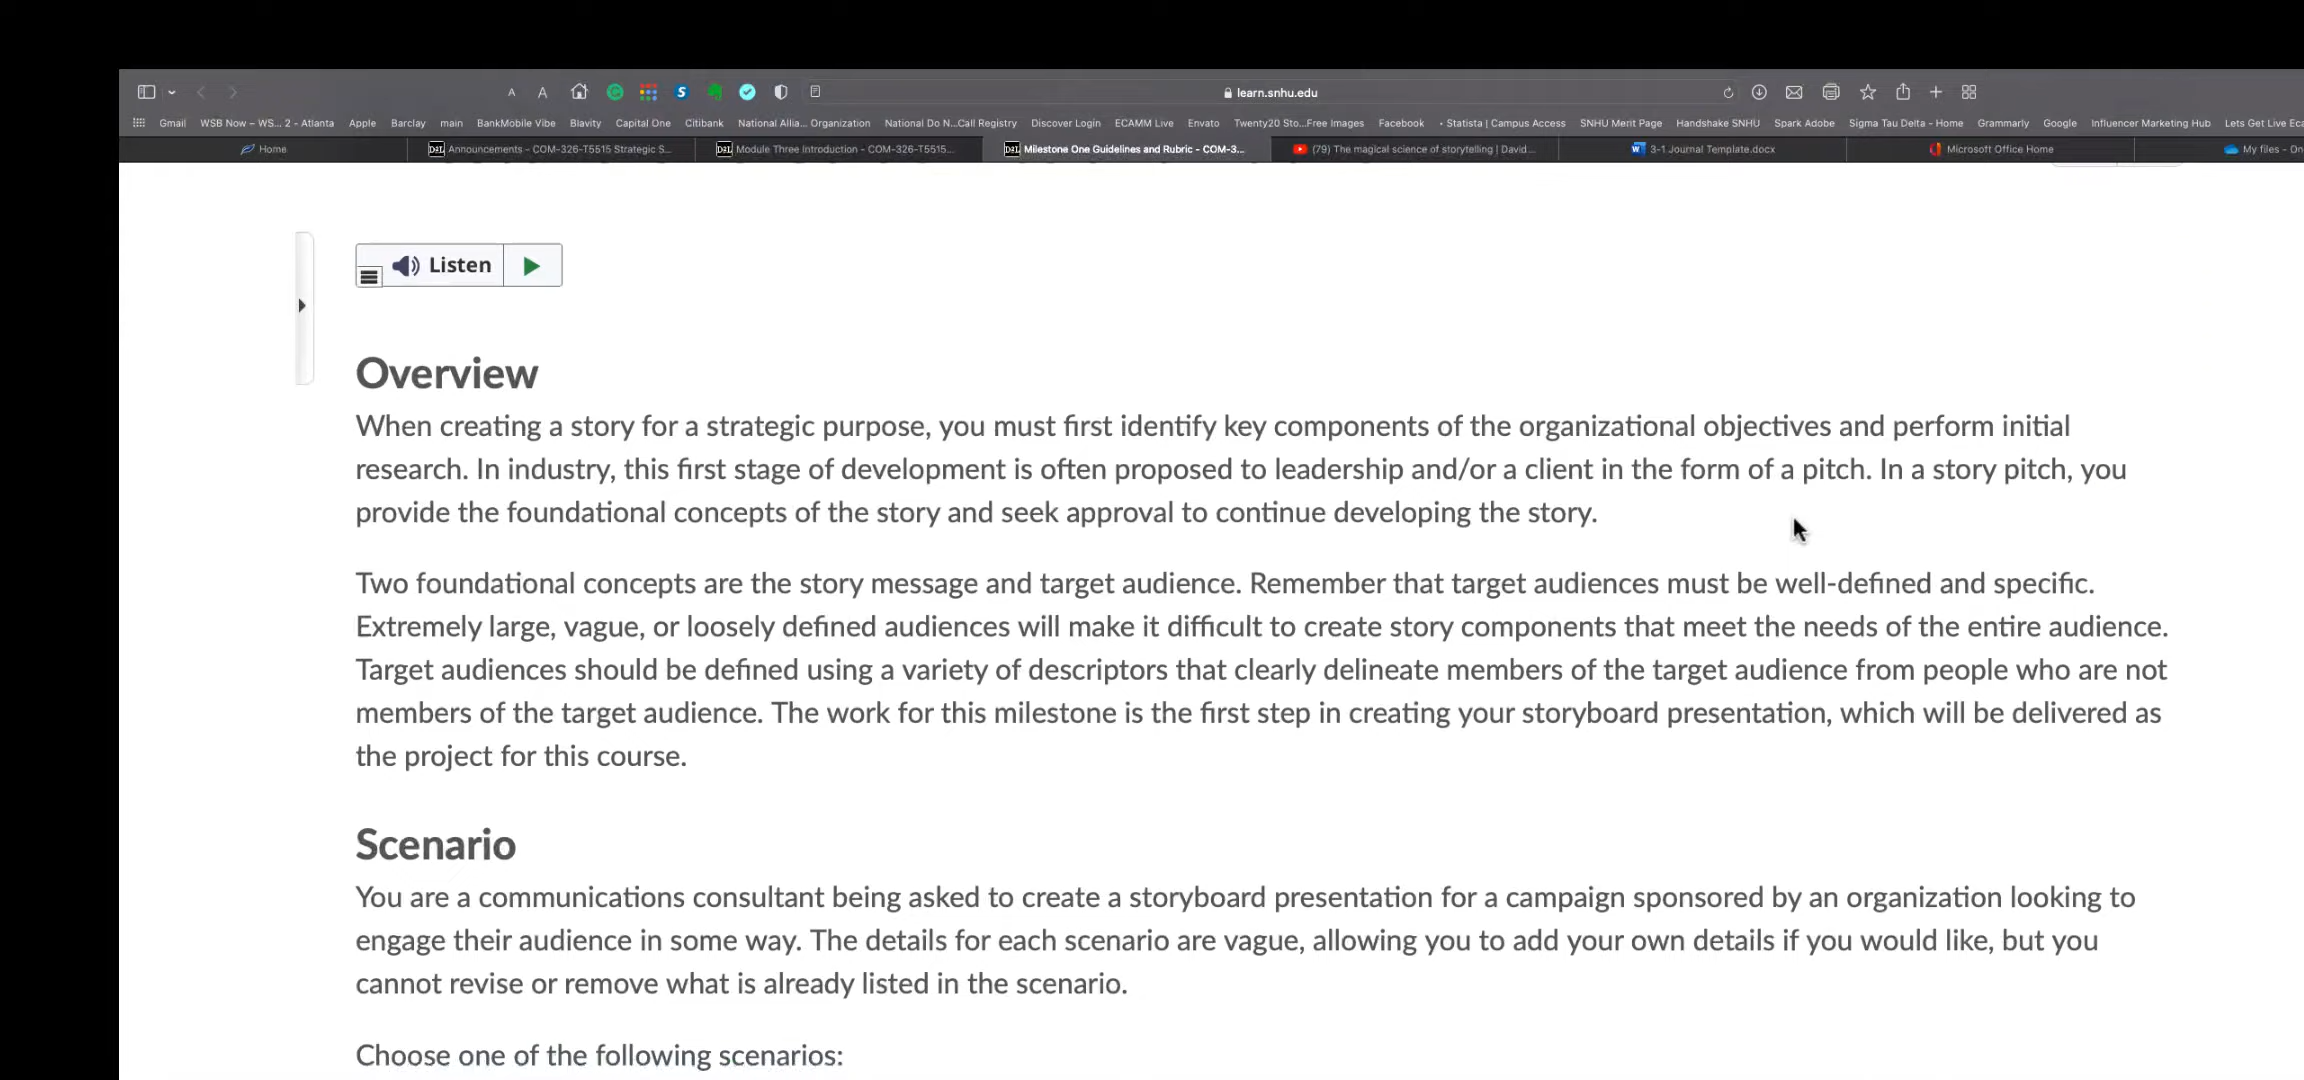 A A learn.snhu.edu
Gmail WSB Now – WS... 2 - Atlanta Apple Barclay main BankMobile Vibe Blavity Capital One Citibank National Allia... Organization National Do N...Call Registry Discover Login ECAMM Live Envato Twenty20 Sto...Free Images Facebook • Statista | Campus Access SNHU Merit Page Handshake SNHU Spark Adobe Sigma Tau Delta - Home Grammarly Google Influencer Marketing Hub Lets Get Live Eca
Home Announcements – COM-326-T5515 Strategic S... Module Three Introduction - COM-326-T5515... Milestone One Guidelines and Rubric - COM-3... (79) The magical science of storytelling | David... 3-1 Journal Template.docx Microsoft Office Home My files – On
Listen
Overview
When creating a story for a strategic purpose, you must first identify key components of the organizational objectives and perform initial
research. In industry, this first stage of development is often proposed to leadership and/or a client in the form of a pitch. In a story pitch, you
provide the foundational concepts of the story and seek approval to continue developing the story.
Two foundational concepts are the story message and target audience. Remember that target audiences must be well-defined and specific.
Extremely large, vague, or loosely defined audiences will make it difficult to create story components that meet the needs of the entire audience.
Target audiences should be defined using a variety of descriptors that clearly delineate members of the target audience from people who are not
members of the target audience. The work for this milestone is the first step in creating your storyboard presentation, which will be delivered as
the project for this course.
Scenario
You are a communications consultant being asked to create a storyboard presentation for a campaign sponsored by an organization looking to
engage their audience in some way. The details for each scenario are vague, allowing you to add your own details if you would like, but you
cannot revise or remove what is already listed in the scenario.
Choose one of the following scenarios: